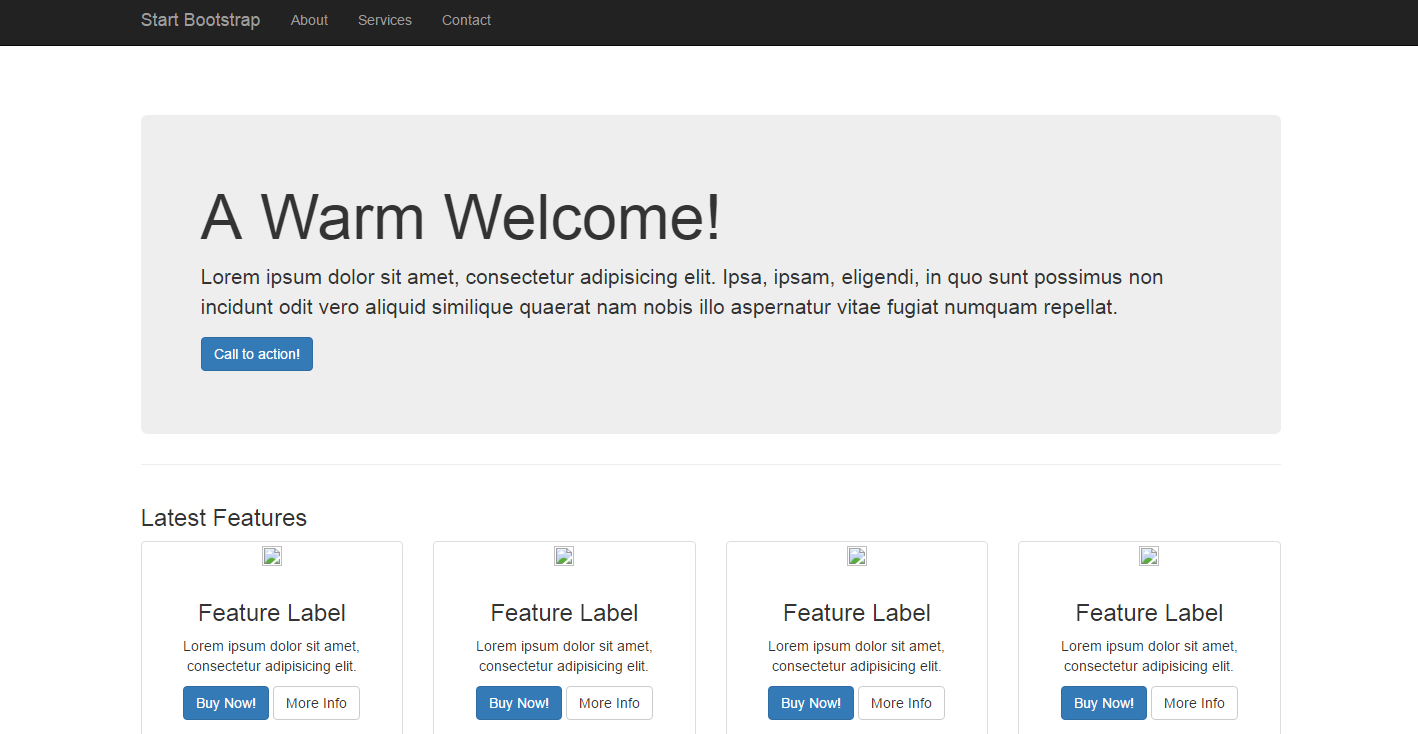 Start Bootstrap About Services Contact
A Warm Welcome!
Lorem ipsum dolor sit amet, consectetur adipisicing elit. Ipsa, ipsam, eligendi, in quo sunt possimus non
incidunt odit vero aliquid similique quaerat nam nobis illo aspernatur vitae fugiat numquam repellat.
Call to action!
Latest Features
Feature Label
Lorem ipsum dolor sit amet,
consectetur adipisicing elit.
Buy Now! More Info
Feature Label
Lorem ipsum dolor sit amet,
consectetur adipisicing elit.
Buy Now! More Info
Feature Label
Lorem ipsum dolor sit amet,
consectetur adipisicing elit.
Buy Now! More Info
Feature Label
Lorem ipsum dolor sit amet,
consectetur adipisicing elit.
Buy Now! More Info